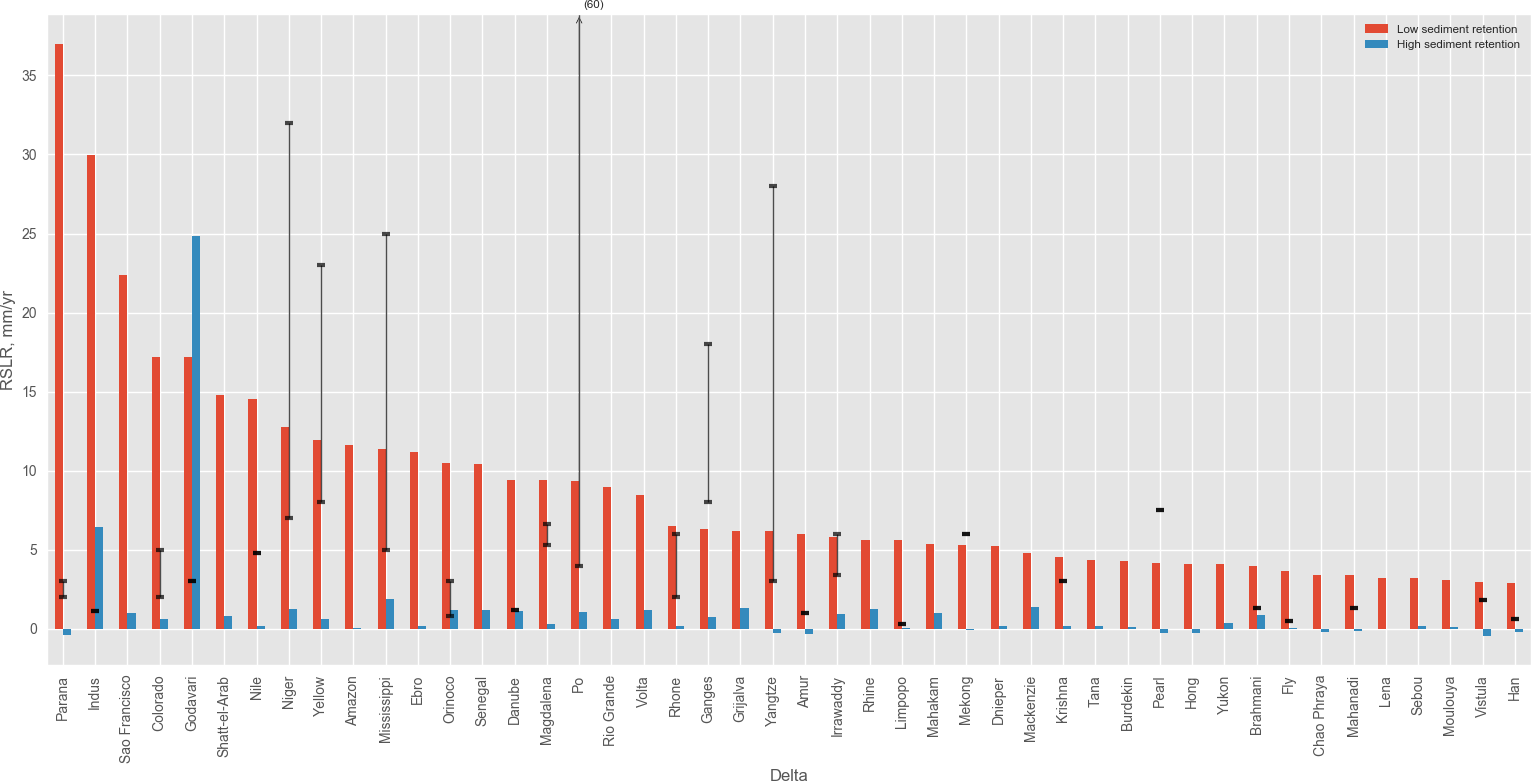 (60)
Low sediment retention
High sediment retention
RSLR, mm/yr
35
30
25
20
15
10
5
0
Parana
Indus
Sao Francisco
Colorado
Godavari
Shatt-el-Arab
Nile
Niger
Yellow
Amazon
Mississippi
Ebro
Orinoco
Senegal
Danube
Magdalena
Po
Rio Grande
Volta
Rhone
Ganges
Grijalva
Yangtze
Amur
Irrawaddy
Rhine
Limpopo
Mahakam
Mekong
Dnieper
Mackenzie
Krishna
Tana
Burdekin
Pearl
Hong
Yukon
Brahmani
Fly
Chao Phraya
Mahanadi
Lena
Sebou
Moulouya
Vistula
Han
Delta